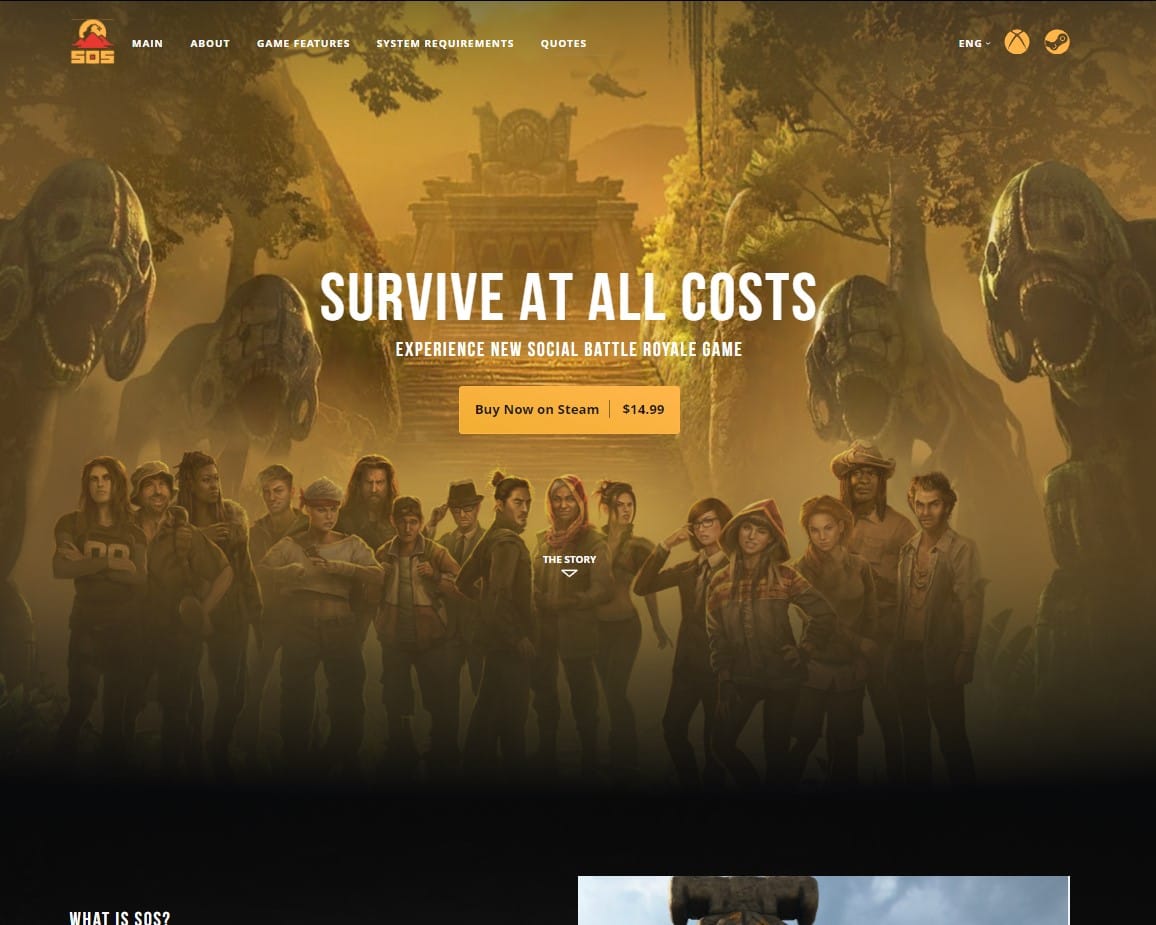 SOS
MAIN
ABOUT
GAME FEATURES
SYSTEM REQUIREMENTS
QUOTES
ENG
SURVIVE AT ALL COSTS
EXPERIENCE NEW SOCIAL BATTLE ROYALE GAME
Buy Now on Steam | $14.99
THE STORY
WHAT IS SOS?